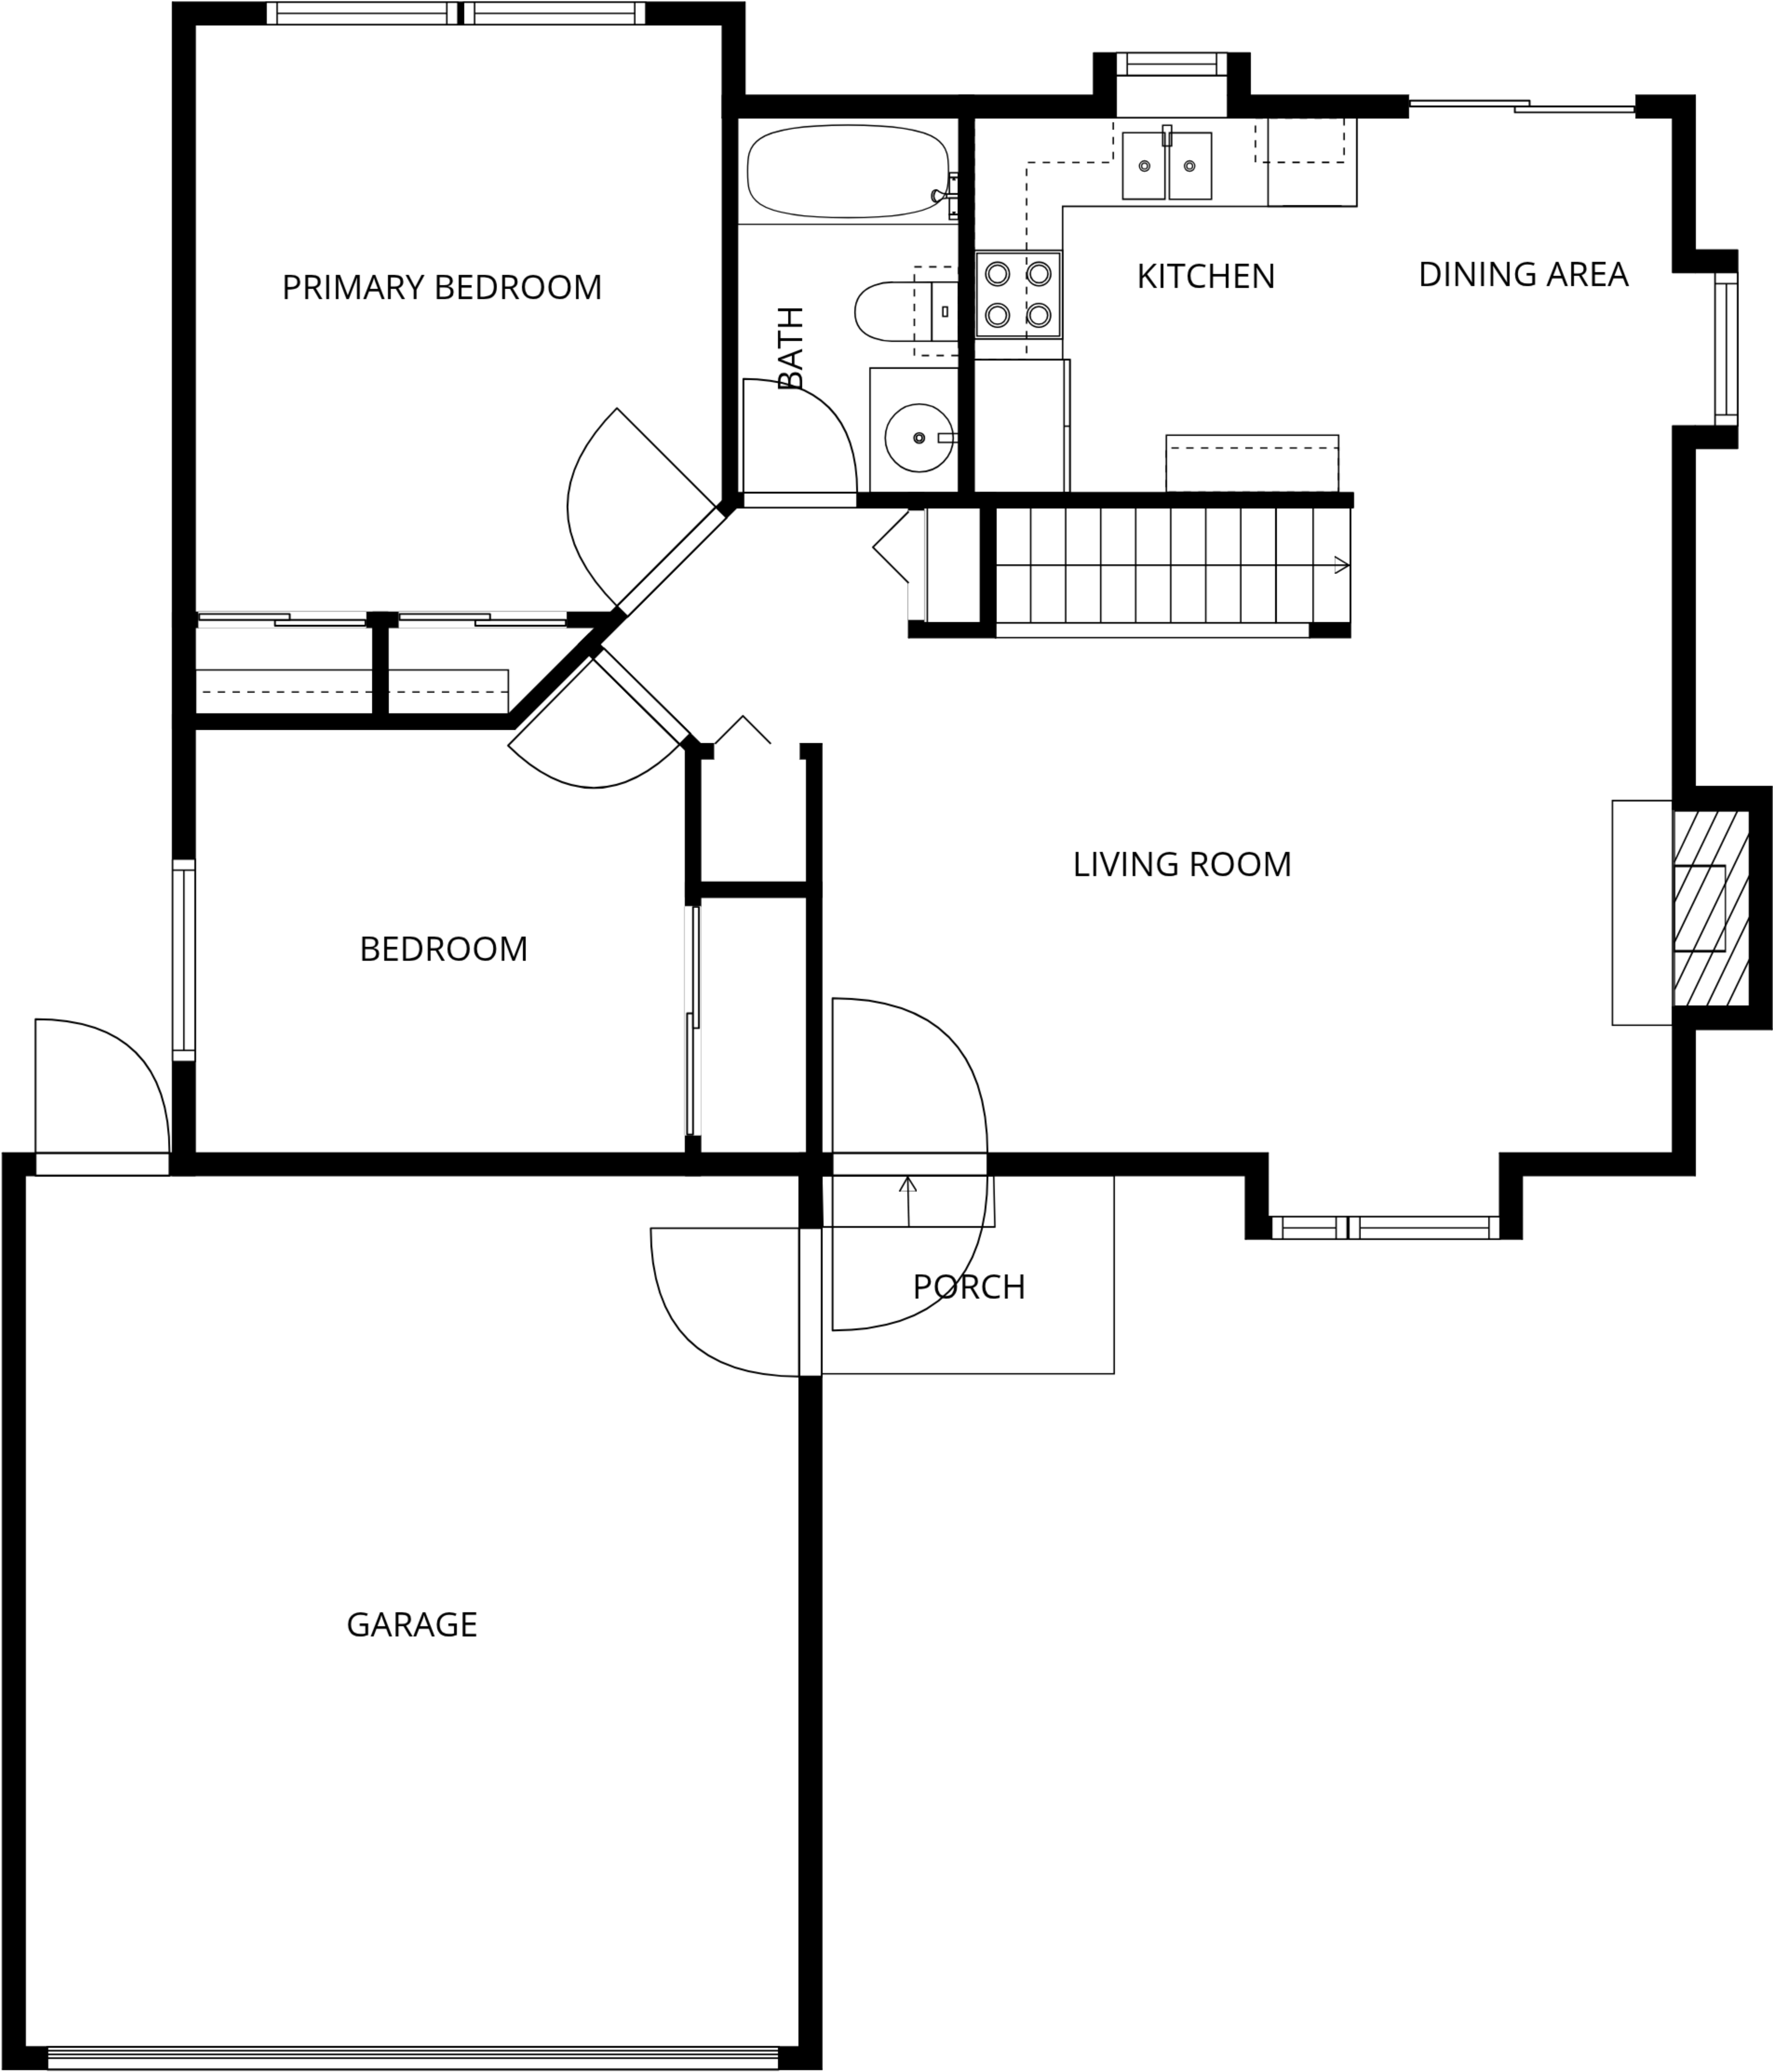 PRIMARY BEDROOM
BATH
KITCHEN
DINING AREA
LIVING ROOM
BEDROOM
PORCH
GARAGE